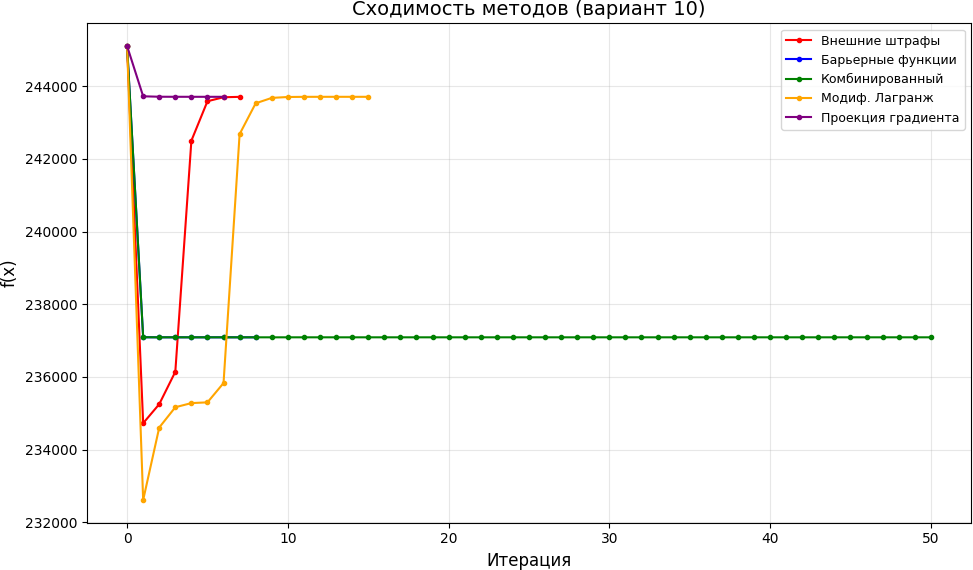 Сходимость методов (вариант 10)
f(x)
244000
242000
240000
238000
236000
234000
232000
Внешние штрафы
Барьерные функции
Комбинированный
Модиф. Лагранж
Проекция градиента
0 10 20 30 40 50
Итерация